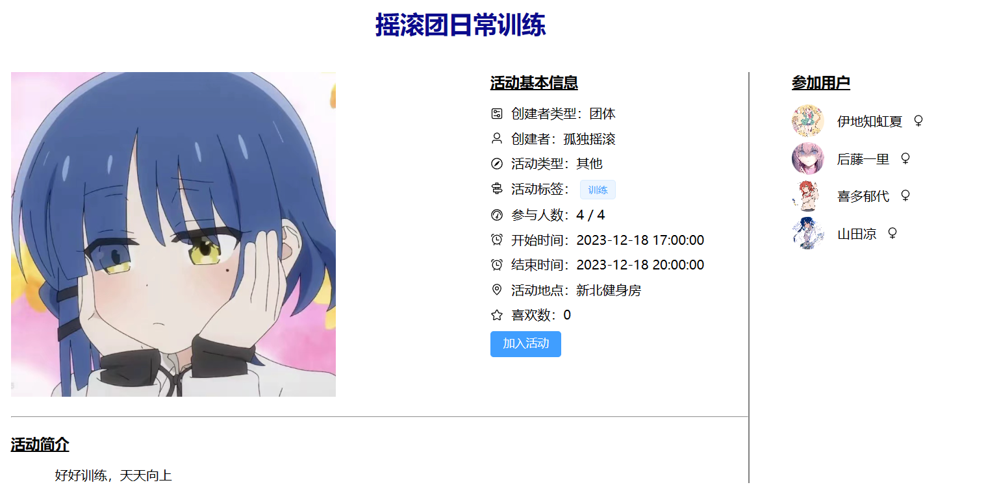 摇滚团日常训练
活动基本信息
创建者类型：团体
创建者：孤独摇滚
活动类型：其他
活动标签： 训练
参与人数：4 / 4
开始时间：2023-12-18 17:00:00
结束时间：2023-12-18 20:00:00
活动地点：新北健身房
喜欢数：0
加入活动
参加用户
伊地知虹夏 ♀
后藤一里 ♀
喜多郁代 ♀
山田凉 ♀
活动简介
好好训练，天天向上